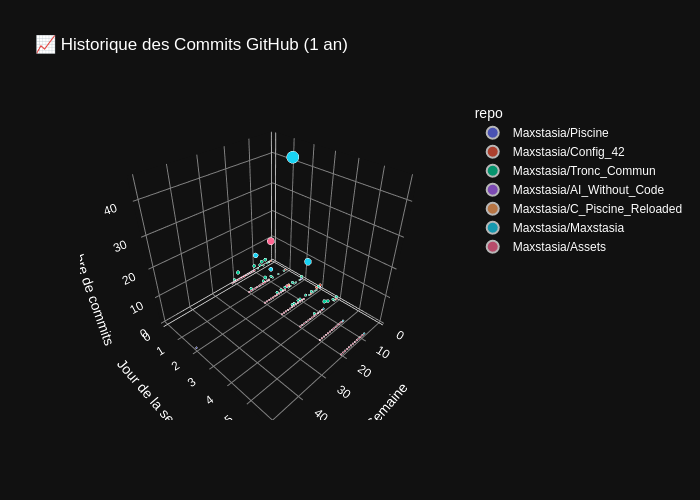 📈 Historique des Commits GitHub (1 an)
repo
Maxstasia/Piscine
Maxstasia/Config_42
Maxstasia/Tronc_Commun
Maxstasia/AI_Without_Code
Maxstasia/C_Piscine_Reloaded
Maxstasia/Maxstasia
Maxstasia/Assets
40
30
20
10
0
0
1
2
3
4
5
0
10
20
30
40
re de commits
Jour de la se
emaine